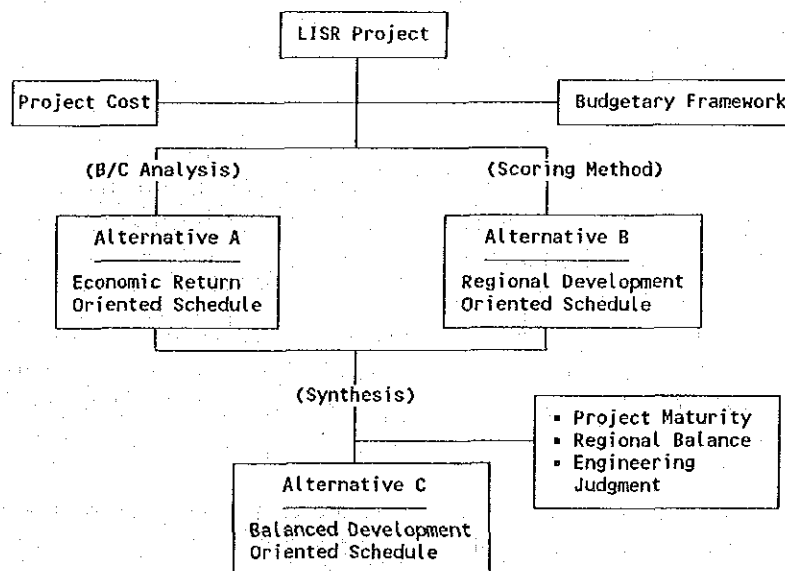 LISR Project
Project Cost
Budgetary Framework
(B/C Analysis)
(Scoring Method)
Alternative A
Economic Return
Oriented Schedule
Alternative B
Regional Development
Oriented Schedule
(Synthesis)
▪ Project Maturity
▪ Regional Balance
▪ Engineering
Judgment
Alternative C
Balanced Development
Oriented Schedule